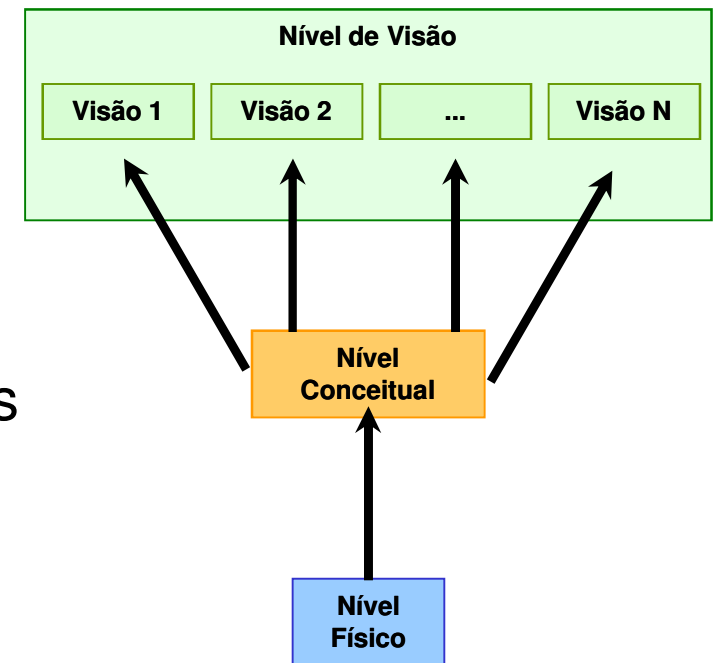 Nível de Visão
Visão 1
Visão 2
...
Visão N
Nível
Conceitual
s
Nível
Físico